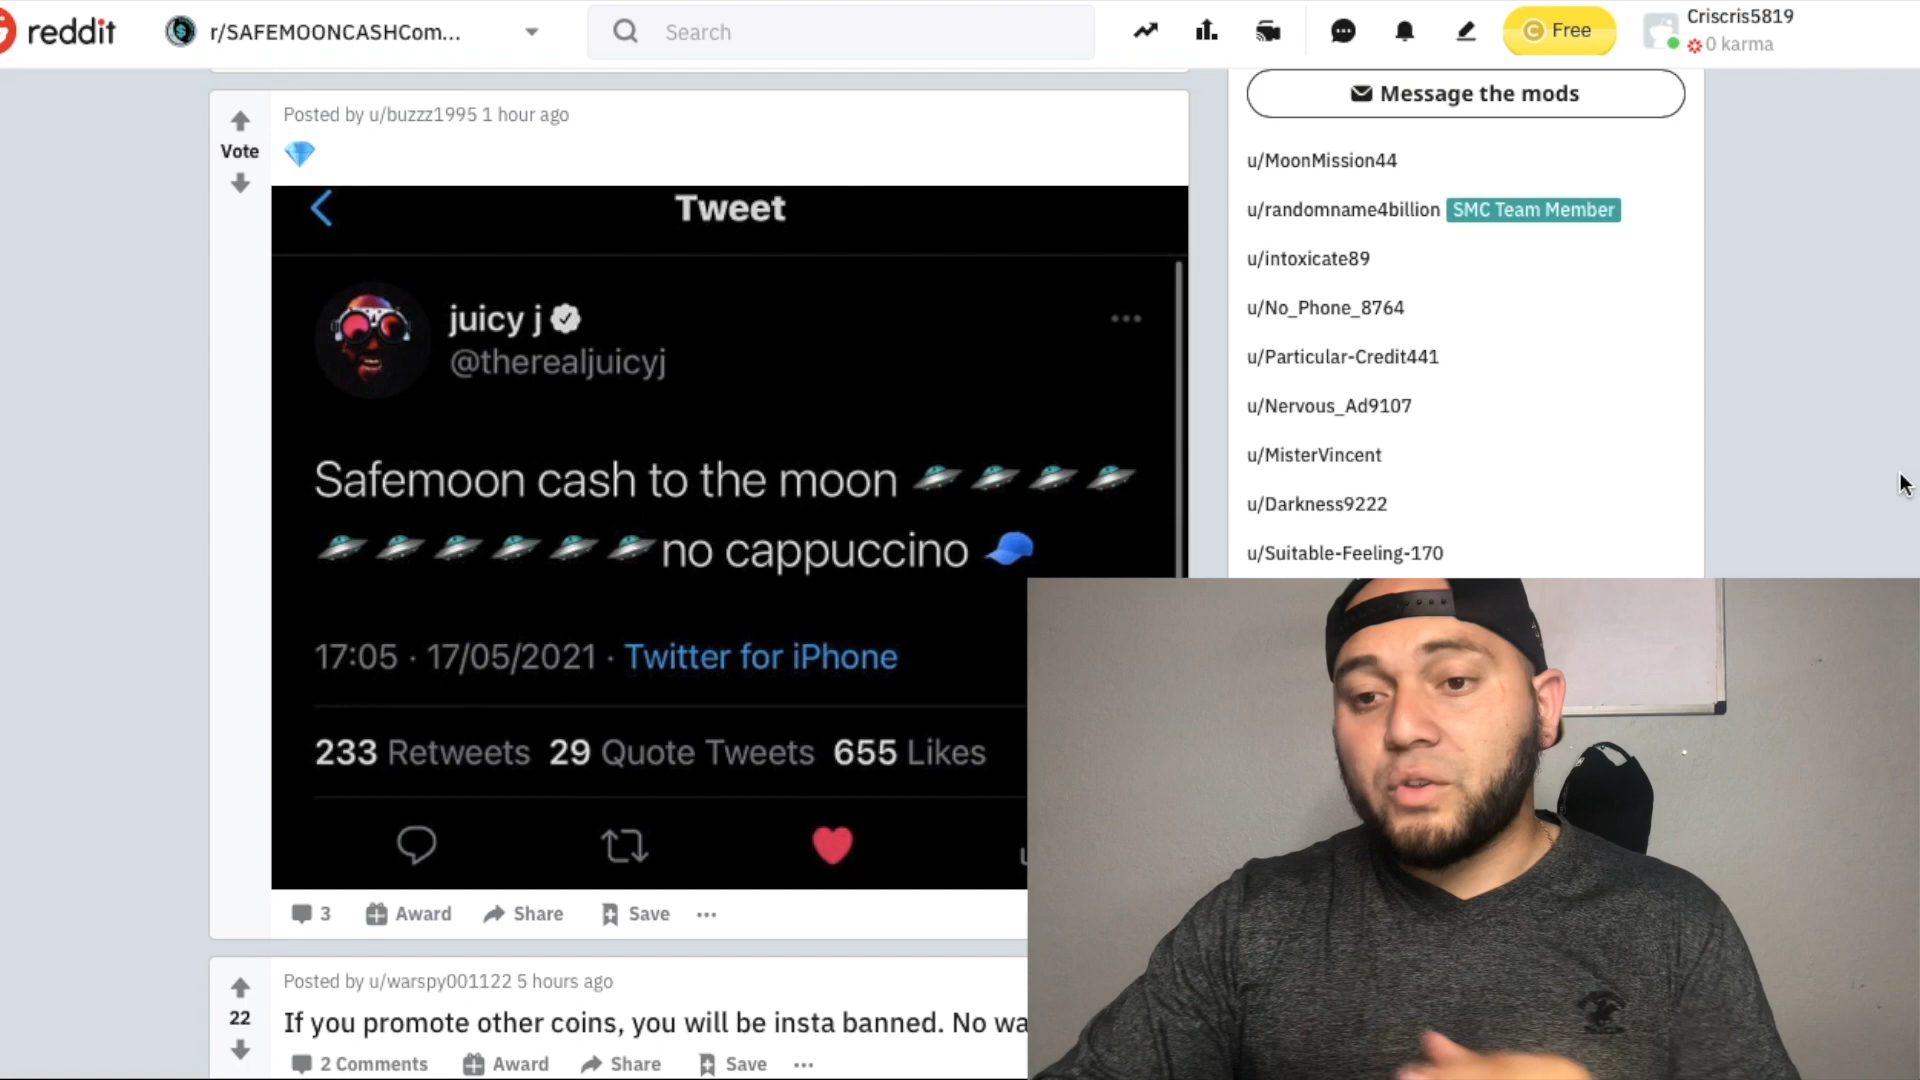 reddit
r/SAFEMOONCASHCom...
Search
Free
Criscris5819
0 karma
Message the mods
Posted by u/buzzz1995 1 hour ago
Vote
Tweet
juicy j
@therealjuicyj
Safemoon cash to the moon
no cappuccino
17:05 · 17/05/2021 · Twitter for iPhone
233 Retweets 29 Quote Tweets 655 Likes
3 Award Share Save
u/MoonMission44
u/randomname4billion SMC Team Member
u/intoxicate89
u/No_Phone_8764
u/Particular-Credit441
u/Nervous_Ad9107
u/MisterVincent
u/Darkness9222
u/Suitable-Feeling-170
Posted by u/warspy001122 5 hours ago
22
If you promote other coins, you will be insta banned. No wa
2 Comments Award Share Save